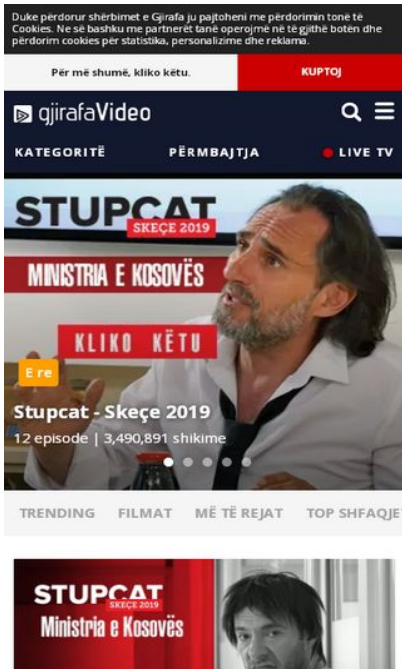 Duke përdorur shërbimet e Gjirafa ju pajtoheni me përdorimin tonë të
Cookies. Ne së bashku me partnerët tanë operojmë në të gjithë botën dhe
përdorim cookies për statistika, personalizime dhe reklama.
Për më shumë, kliko këtu.
KUPTOJ
gjirafaVideo
KATEGORITË PËRMBAJTJA LIVE TV
STUPCAT
SKEÇE 2019
MINISTRIA E KOSOVËS
KLIKO KËTU
E re
Stupcat - Skeçe 2019
12 episode | 3,490,891 shikime
TRENDING FILMAT MË TË REJAT TOP SHFAQJE
STUPCAT
SKEÇE 2019
Ministria e Kosovës